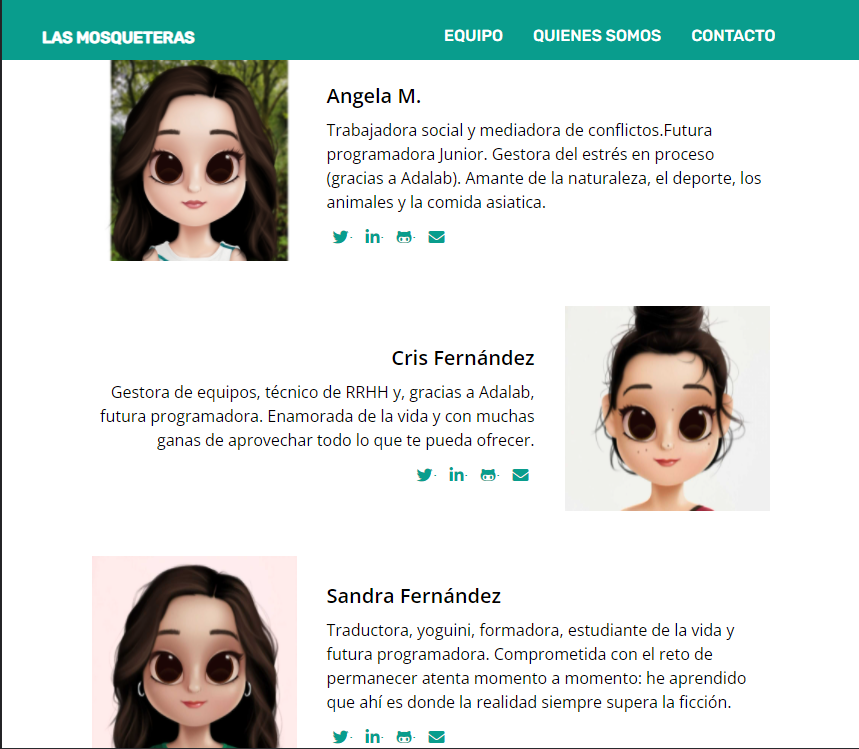 LAS MOSQUETERAS
EQUIPO QUIENES SOMOS CONTACTO
Angela M.
Trabajadora social y mediadora de conflictos.Futura
programadora Junior. Gestora del estrés en proceso
(gracias a Adalab). Amante de la naturaleza, el deporte, los
animales y la comida asiatica.
Cris Fernández
Gestora de equipos, técnico de RRHH y, gracias a Adalab,
futura programadora. Enamorada de la vida y con muchas
ganas de aprovechar todo lo que te pueda ofrecer.
Sandra Fernández
Traductora, yoguini, formadora, estudiante de la vida y
futura programadora. Comprometida con el reto de
permanecer atenta momento a momento: he aprendido
que ahí es donde la realidad siempre supera la ficción.